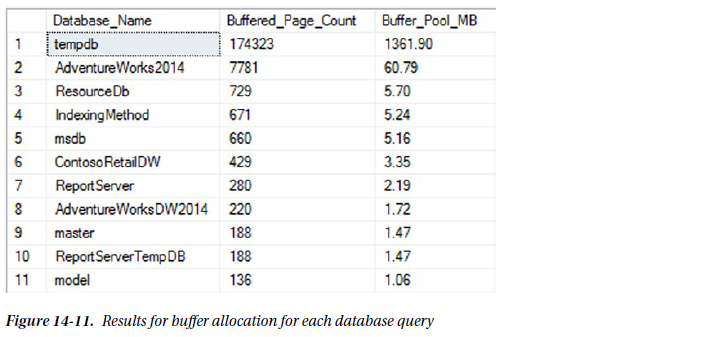 Database_Name Buffered_Page_Count Buffer_Pool_MB
1 tempdb 174323 1361.90
2 AdventureWorks2014 7781 60.79
3 ResourceDb 729 5.70
4 IndexingMethod 671 5.24
5 msdb 660 5.16
6 ContosoRetailDW 429 3.35
7 ReportServer 280 2.19
8 AdventureWorksDW2014 220 1.72
9 master 188 1.47
10 ReportServerTempDB 188 1.47
11 model 136 1.06
Figure 14-11. Results for buffer allocation for each database query